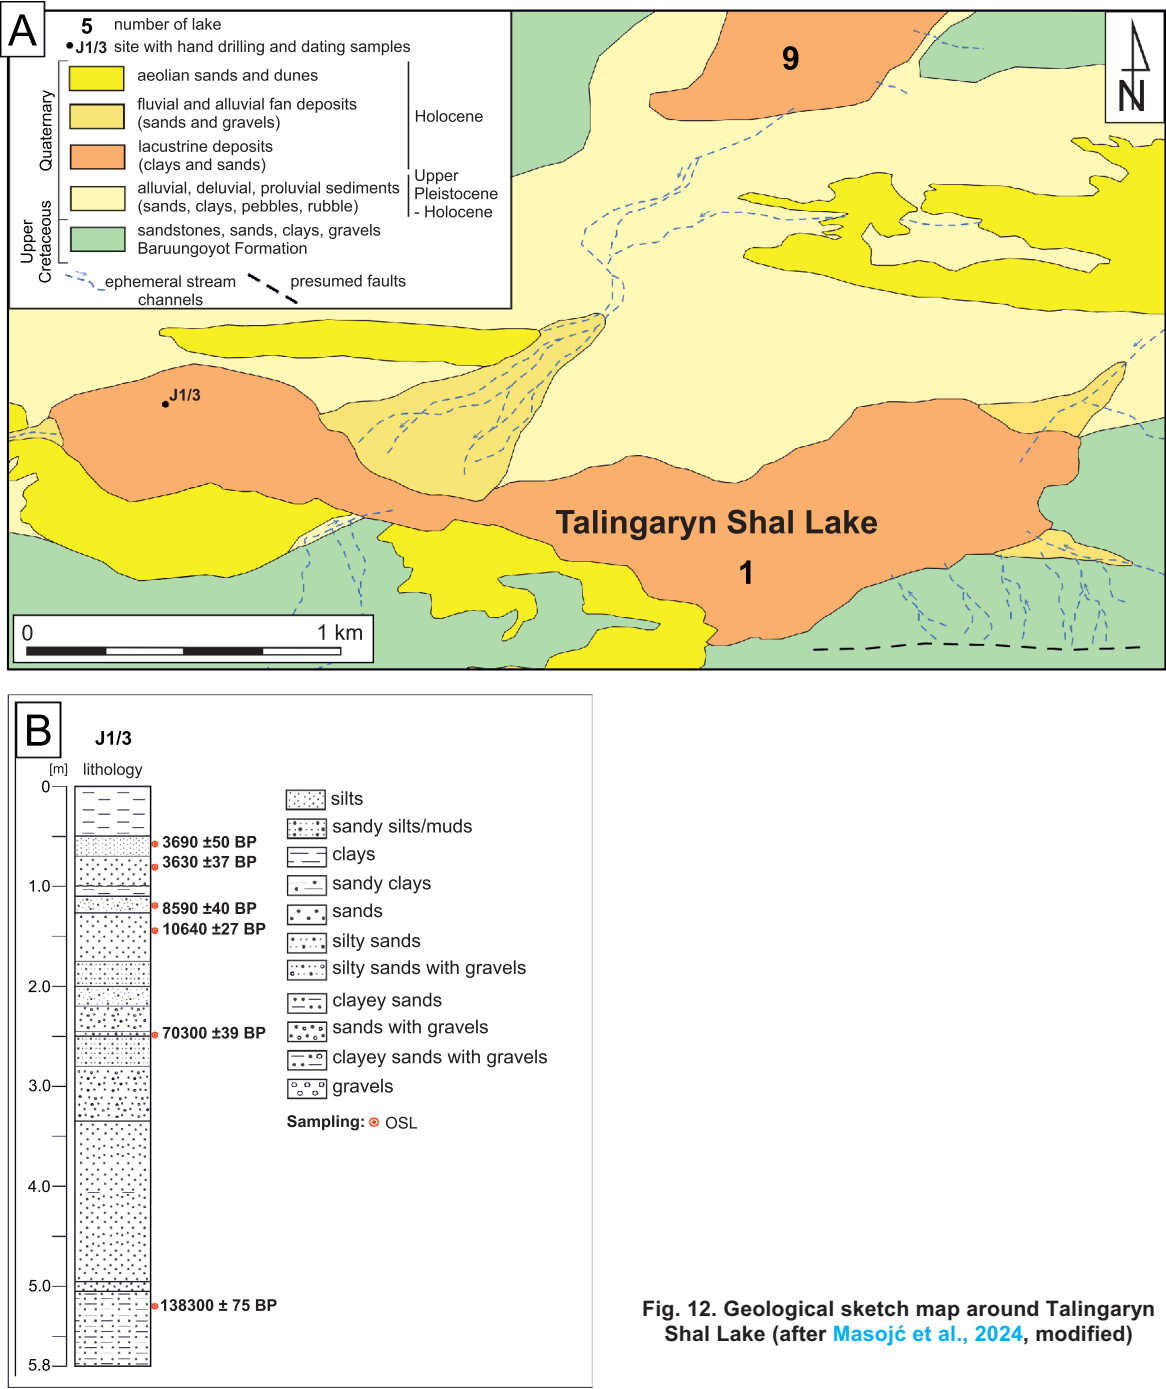 A
5 number of lake
J1/3 site with hand drilling and dating samples
Quaternary
Upper
Cretaceous
aeolian sands and dunes
fluvial and alluvial fan deposits
(sands and gravels)
lacustrine deposits
(clays and sands)
alluvial, deluvial, proluvial sediments
(sands, clays, pebbles, rubble)
sandstones, sands, clays, gravels
Baruungoyot Formation
Holocene
Upper
Pleistocene
- Holocene
ephemeral stream
channels
presumed faults
9
N
J1/3
Talingaryn Shal Lake
1
0 1 km
B
J1/3
[m] lithology
0
1.0
2.0
3.0
4.0
5.0
5.8
3690 ±50 BP
3630 ±37 BP
8590 ±40 BP
10640 ±27 BP
70300 ±39 BP
138300 ± 75 BP
silts
sandy silts/muds
clays
sandy clays
sands
silty sands
silty sands with gravels
clayey sands
sands with gravels
clayey sands with gravels
gravels
Sampling: OSL
Fig. 12. Geological sketch map around Talingaryn
Shal Lake (after Masojć et al., 2024, modified)